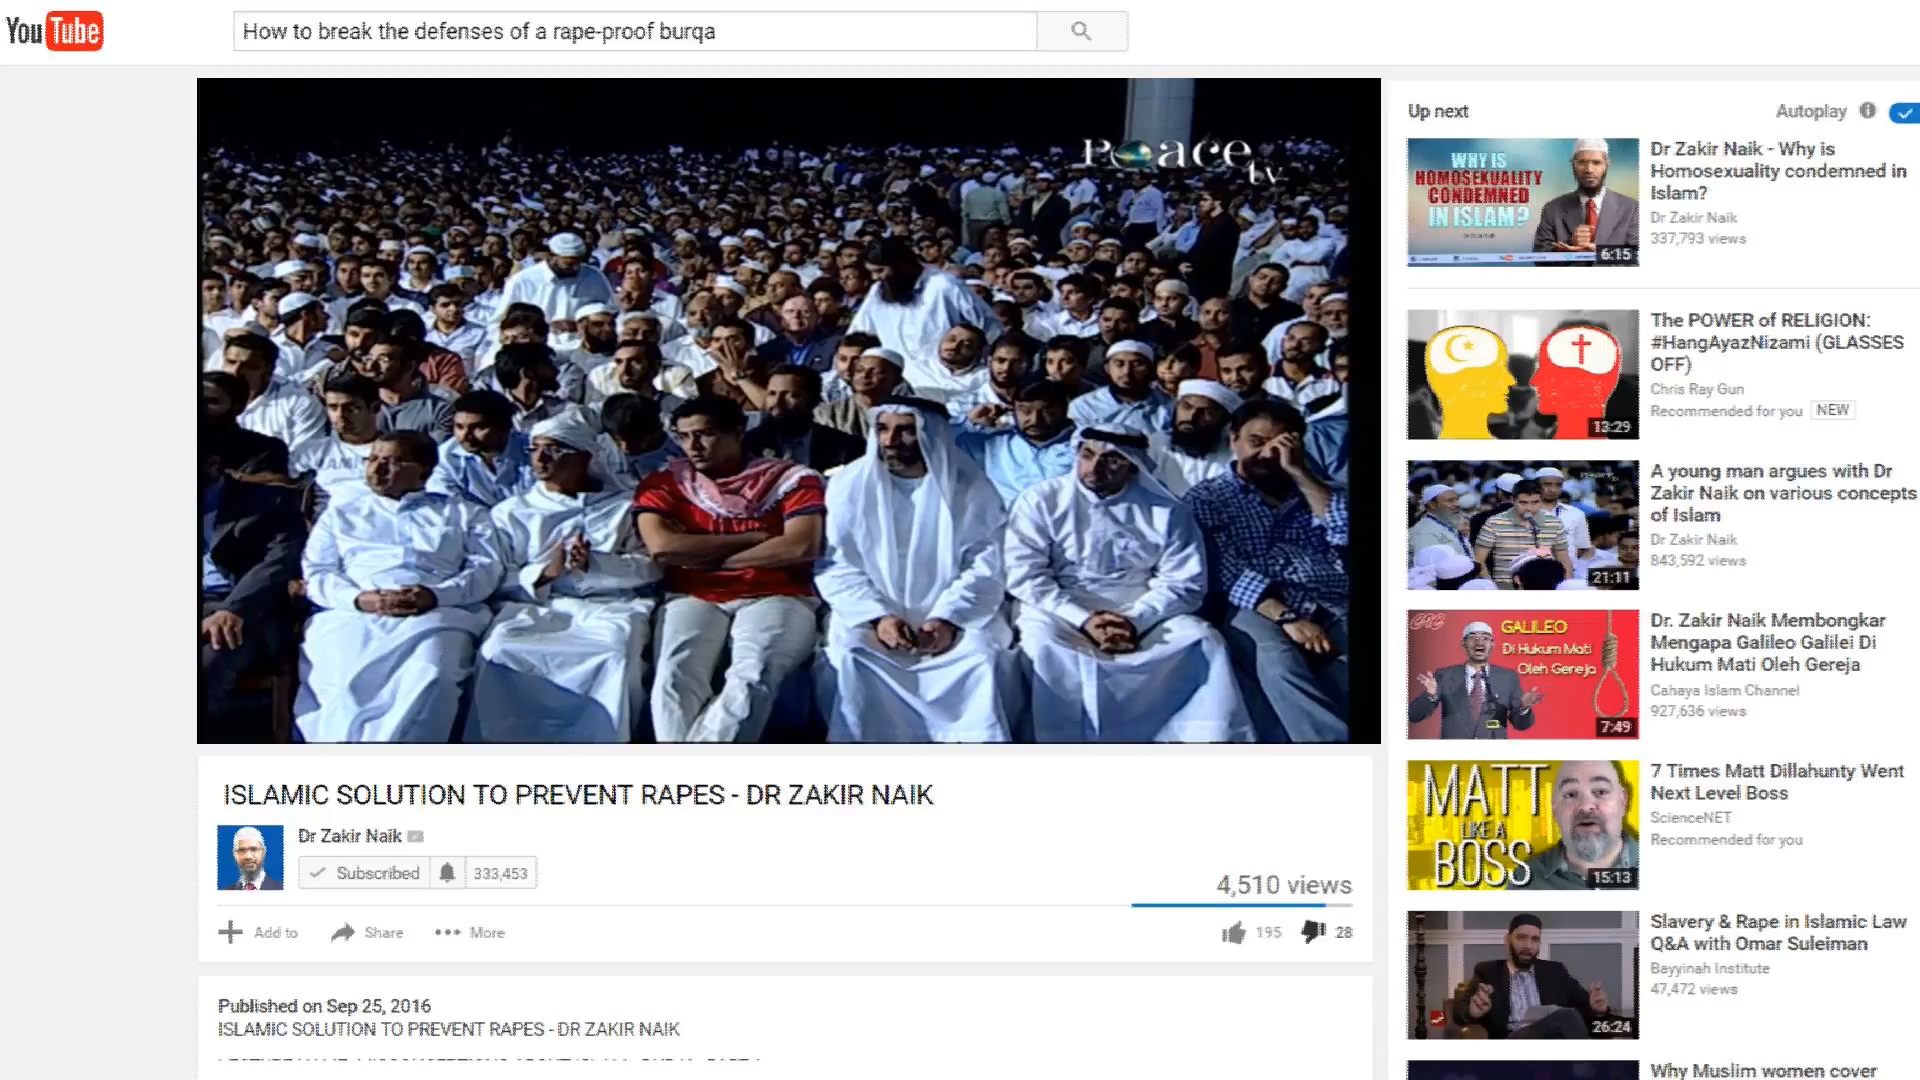 YouTube
How to break the defenses of a rape-proof burqa
Peace tv
ISLAMIC SOLUTION TO PREVENT RAPES - DR ZAKIR NAIK
Dr Zakir Naik
Subscribed 333,453
4,510 views
Add to Share More
195 28
Published on Sep 25, 2016
ISLAMIC SOLUTION TO PREVENT RAPES - DR ZAKIR NAIK
Up next Autoplay
WHY IS
HOMOSEXUALITY
CONDEMNED
IN ISLAM?
6:15
Dr Zakir Naik - Why is
Homosexuality condemned in
Islam?
Dr Zakir Naik
337,793 views
13:29
The POWER of RELIGION:
#HangAyazNizami (GLASSES
OFF)
Chris Ray Gun
Recommended for you NEW
21:11
A young man argues with Dr
Zakir Naik on various concepts
of Islam
Dr Zakir Naik
843,592 views
GALILEO
Di Hukum Mati
Oleh Gereja
7:49
Dr. Zakir Naik Membongkar
Mengapa Galileo Galilei Di
Hukum Mati Oleh Gereja
Cahaya Islam Channel
927,636 views
MATT
LIKE A
BOSS
15:13
7 Times Matt Dillahunty Went
Next Level Boss
ScienceNET
Recommended for you
26:24
Slavery & Rape in Islamic Law
Q&A with Omar Suleiman
Bayyinah Institute
47,472 views
Why Muslim women cover